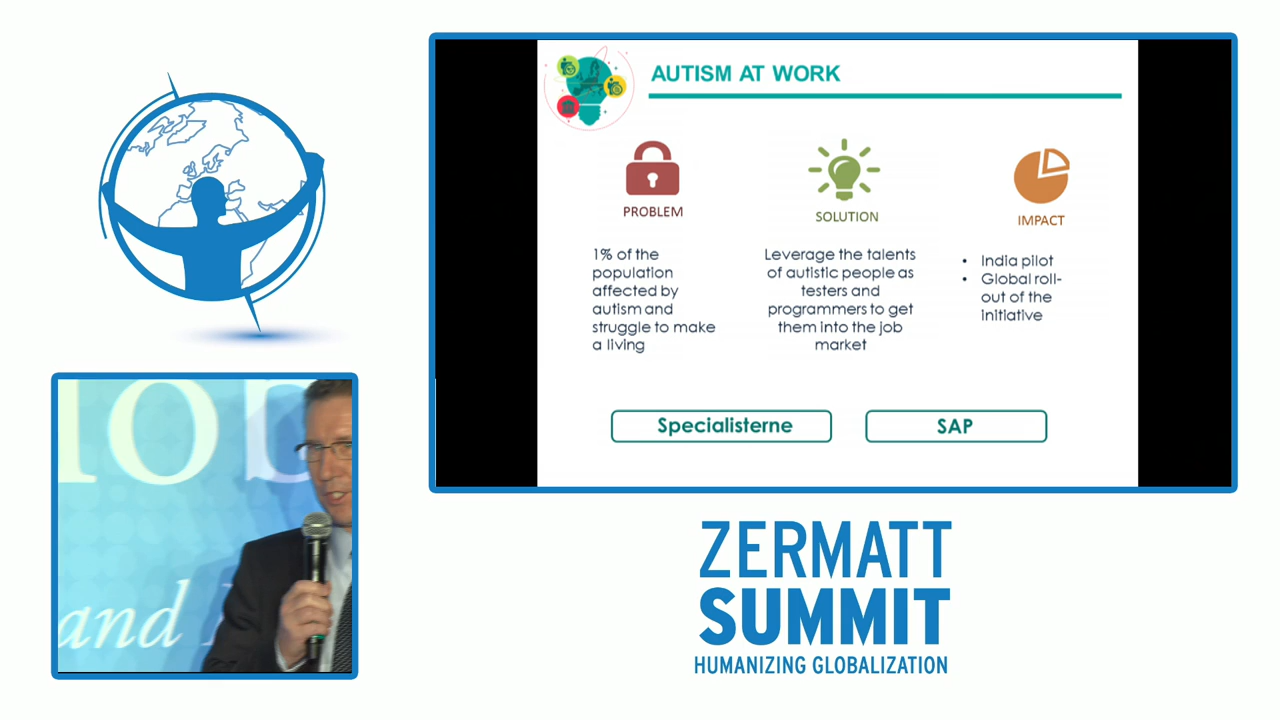 AUTISM AT WORK
PROBLEM
1% of the
population
affected by
autism and
struggle to make
a living
SOLUTION
Leverage the talents
of autistic people as
testers and
programmers to get
them into the job
market
IMPACT
• India pilot
• Global roll-
out of the
initiative
Specialisterne
SAP
lob
and
ZERMATT
SUMMIT
HUMANIZING GLOBALIZATION